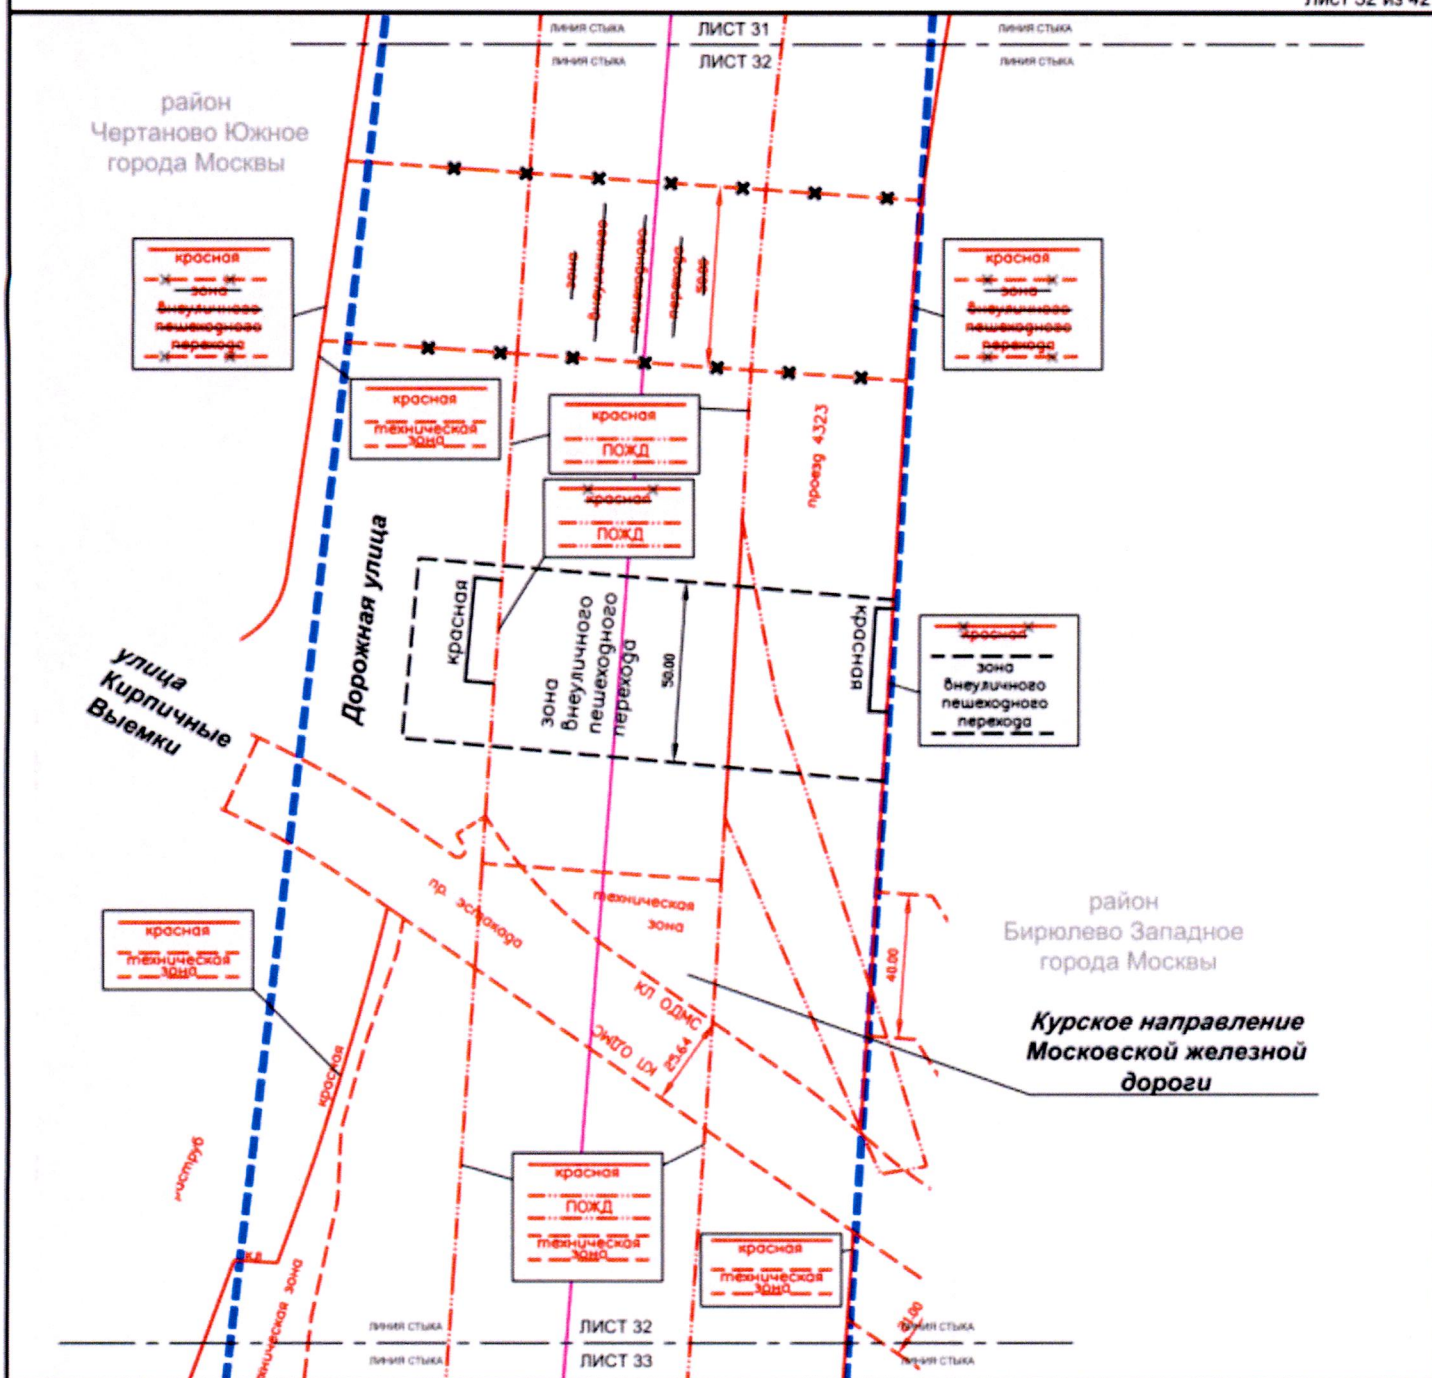 Лист 32 из 42
ЛИНИЯ СТЫКА
ЛИСТ 31
ЛИНИЯ СТЫКА
ЛИНИЯ СТЫКА
ЛИСТ 32
ЛИНИЯ СТЫКА
район
Чертаново Южное
города Москвы
красная
зона
внеуличного
пешеходного
перехода
зона
внеуличного
пешеходного
перехода
50.00
красная
зона
внеуличного
пешеходного
перехода
красная
техническая
зона
красная
ПОЖД
проезд 4323
красная
ПОЖД
Дорожная улица
красная
зона
внеуличного
пешеходного
перехода
50.00
красная
красная
зона
внеуличного
пешеходного
перехода
улица
Кирпичные
Выемки
пр. эстакада
техническая
зона
район
Бирюлево Западное
города Москвы
40.00
красная
техническая
зона
КЛ ОДМС
КЛ ОДМС
25.64
Курское направление
Московской железной
дороги
красная
красная
ПОЖД
техническая
зона
кл
красная
техническая
зона
хническая зона
21.00
ЛИНИЯ СТЫКА
ЛИСТ 32
ЛИНИЯ СТЫКА
ЛИНИЯ СТЫКА
ЛИСТ 33
ЛИНИЯ СТЫКА